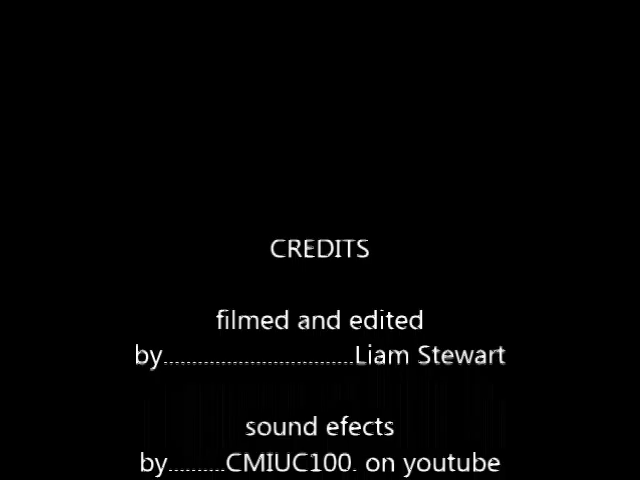 CREDITS
filmed and edited
by.................................Liam Stewart
sound efects
by..........CMIUC100. on youtube